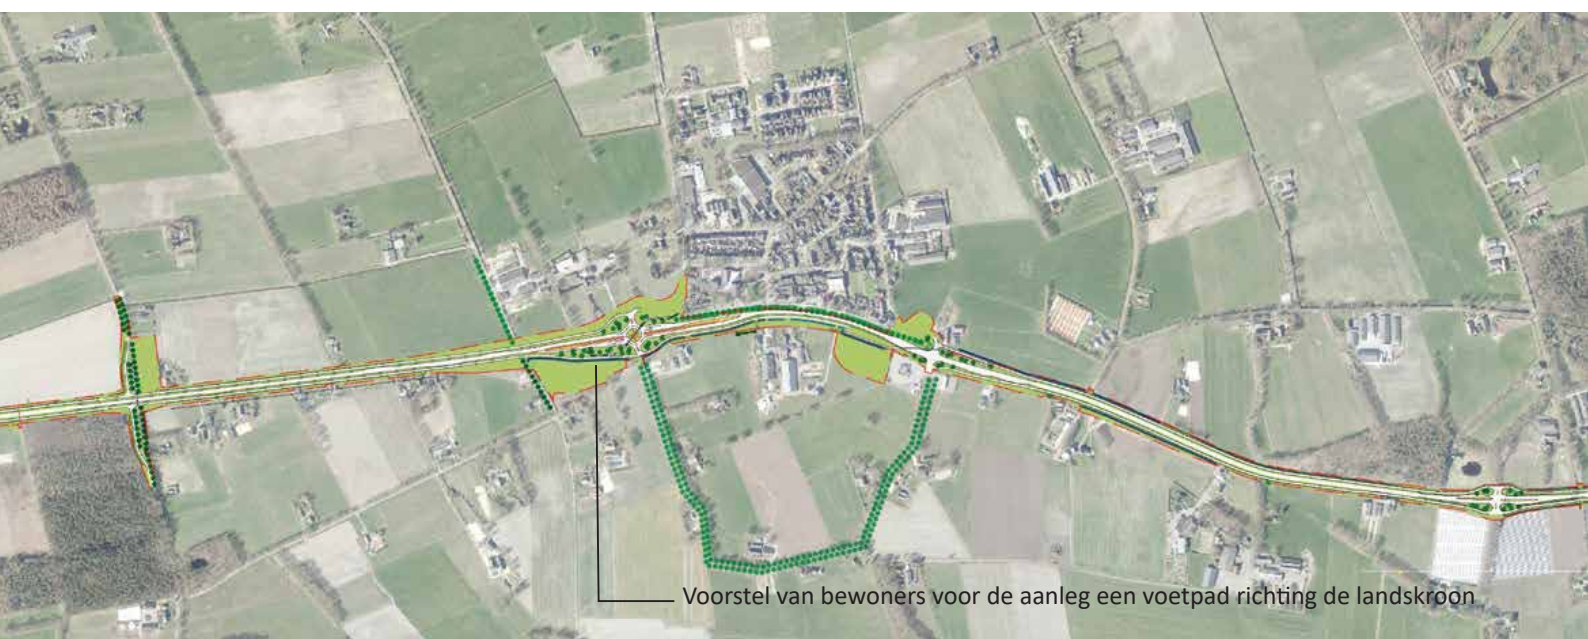 Voorstel van bewoners voor de aanleg een voetpad richting de landskroon